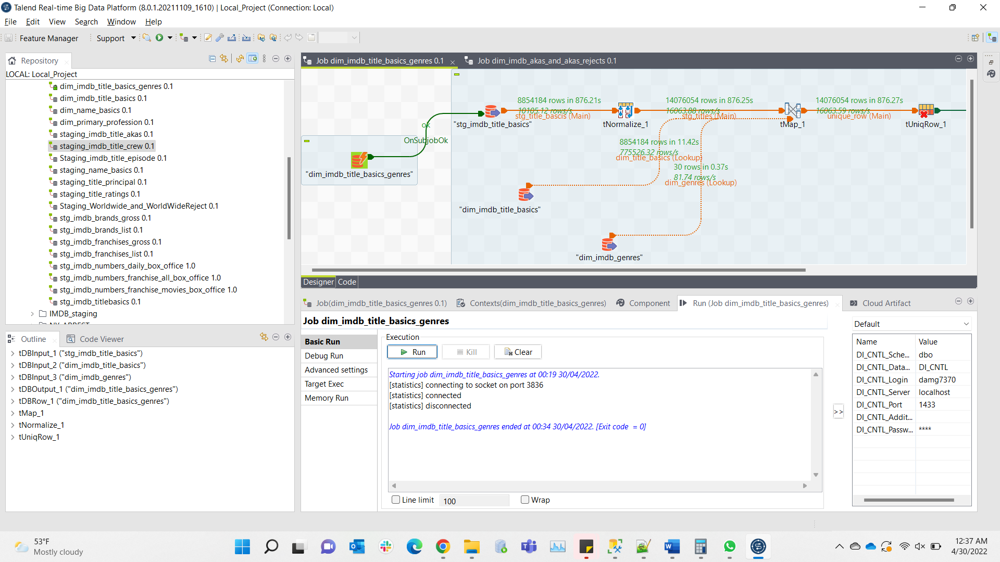 Talend Real-time Big Data Platform (8.0.1.20211109_1610) | Local_Project (Connection: Local)
File Edit View Search Window Help
Feature Manager Support
Repository
LOCAL: Local_Project
dim_imdb_title_basics_genres 0.1
dim_imdb_title_basics 0.1
dim_name_basics 0.1
dim_primary_profession 0.1
staging_imdb_title_akas 0.1
staging_imdb_title_crew 0.1
Staging_imdb_title_episode 0.1
staging_name_basics 0.1
staging_title_principal 0.1
staging_title_ratings 0.1
Staging_Worldwide_and_WorldWideReject 0.1
stg_imdb_brands_gross 0.1
stg_imdb_brands_list 0.1
stg_imdb_franchises_gross 0.1
stg_imdb_franchises_list 0.1
stg_imdb_numbers_daily_box_office 1.0
stg_imdb_numbers_franchise_all_box_office 1.0
stg_imdb_numbers_franchise_movies_box_office 1.0
stg_imdb_titlebasics 0.1
IMDB_staging
Outline Code Viewer
tDBInput_1 ("stg_imdb_title_basics")
tDBInput_2 ("dim_imdb_title_basics")
tDBInput_3 ("dim_imdb_genres")
tDBOutput_1 ("dim_imdb_title_basics_genres")
tDBRow_1 ("dim_imdb_title_basics_genres")
tMap_1
tNormalize_1
tUniqRow_1
Job dim_imdb_title_basics_genres 0.1 Job dim_imdb_akas_and_akas_rejects 0.1
8854184 rows in 876.21s 14076054 rows in 876.25s 14076054 rows in 876.27s
10105.12 rows/s 16063.88 rows/s 16063.59 rows/s
stg_title_bascis (Main) stg_titles (Main) unique_row (Main)
ok "stg_imdb_title_basics" tNormalize_1 tMap_1 tUniqRow_1
OnSubjobOk
8854184 rows in 11.42s
775526.32 rows/s
dim_title_basics (Lookup)
30 rows in 0.37s
81.74 rows/s
dim_genres (Lookup)
"dim_imdb_title_basics_genres"
"dim_imdb_title_basics"
"dim_imdb_genres"
Designer Code
Job(dim_imdb_title_basics_genres 0.1) Contexts(dim_imdb_title_basics_genres) Component Run (Job dim_imdb_title_basics_genres) Cloud Artifact
Job dim_imdb_title_basics_genres
Basic Run
Debug Run
Advanced settings
Target Exec
Memory Run
Execution
Run Kill Clear
Starting job dim_imdb_title_basics_genres at 00:19 30/04/2022.
[statistics] connecting to socket on port 3836
[statistics] connected
[statistics] disconnected
Job dim_imdb_title_basics_genres ended at 00:34 30/04/2022. [Exit code = 0]
Line limit 100 Wrap
>>
Default
Name Value
DI_CNTL_Sche... dbo
DI_CNTL_Data... DI_CNTL
DI_CNTL_Login damg7370
DI_CNTL_Server localhost
DI_CNTL_Port 1433
DI_CNTL_Addit...
DI_CNTL_Passw... ****
53°F
Mostly cloudy
12:37 AM
4/30/2022